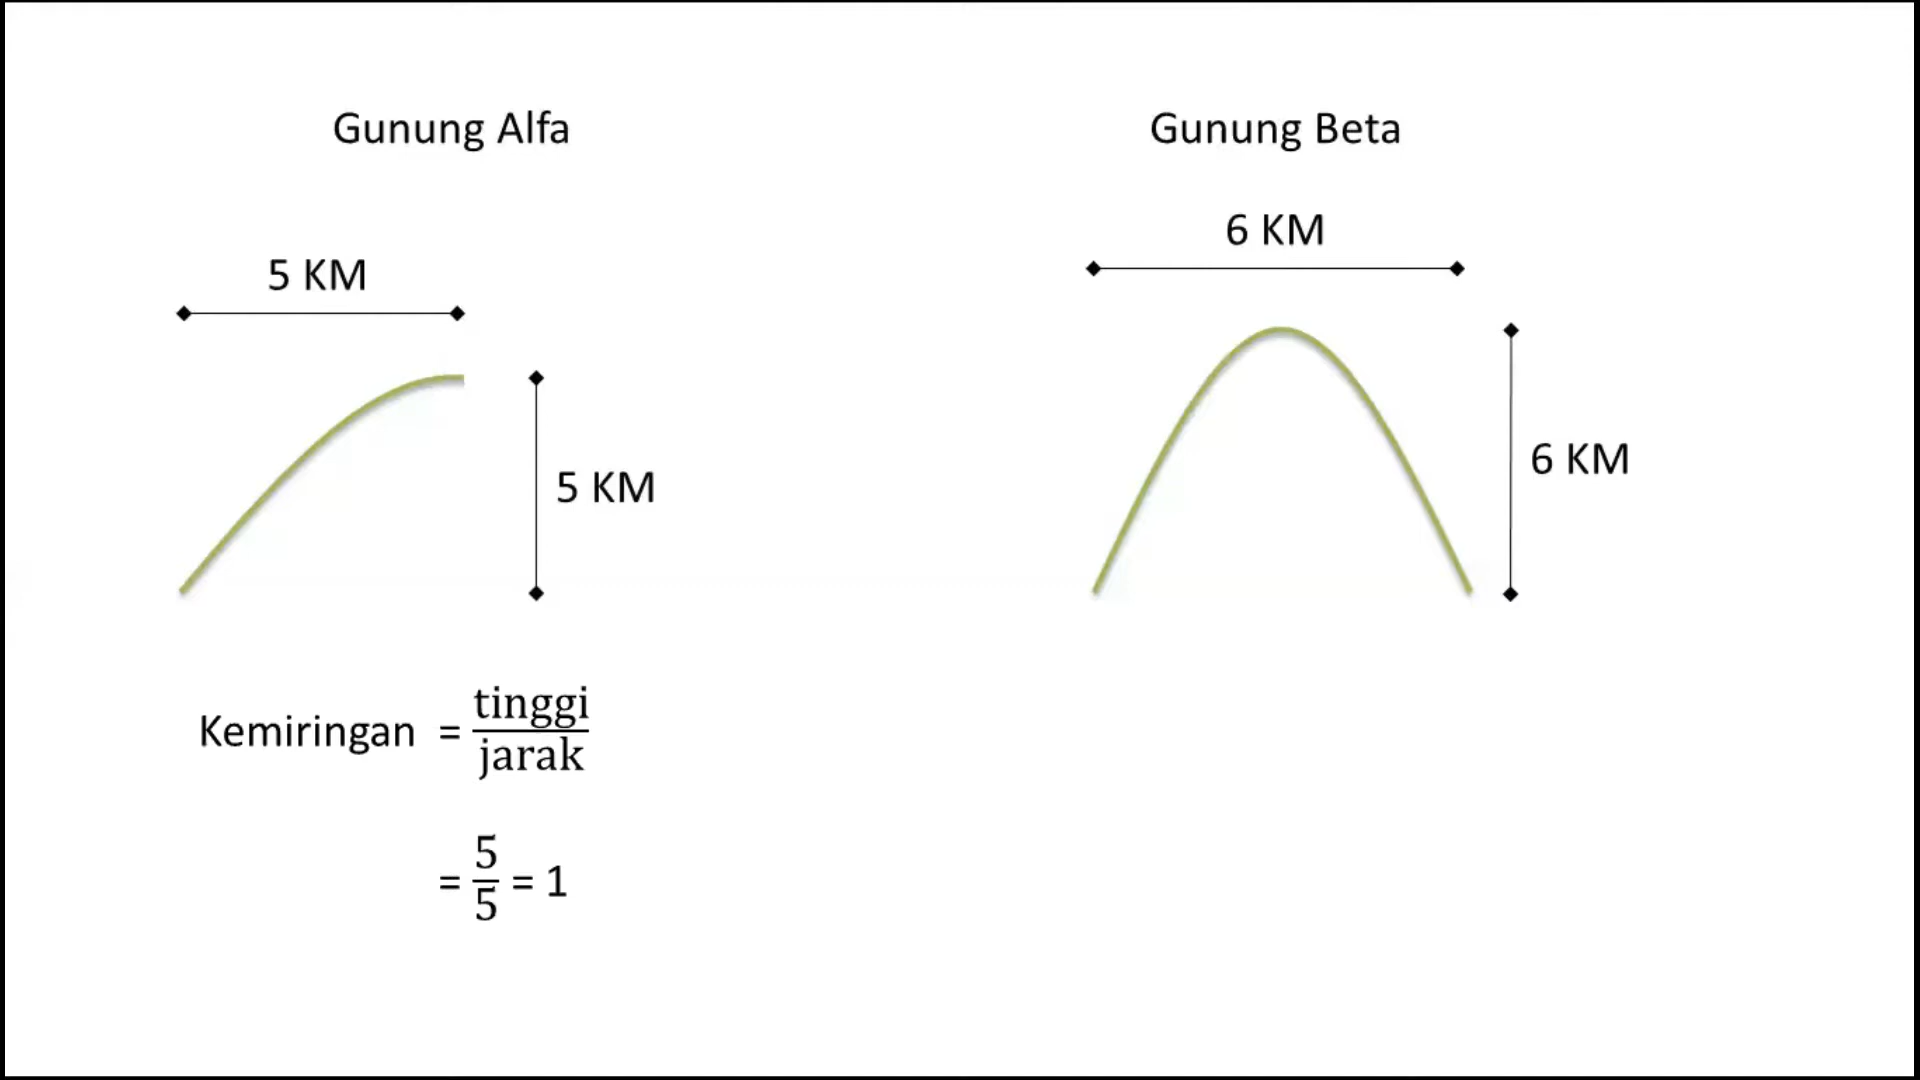 Gunung Alfa
5 KM
5 KM
Kemiringan = tinggi/jarak
= 5/5 = 1
Gunung Beta
6 KM
6 KM